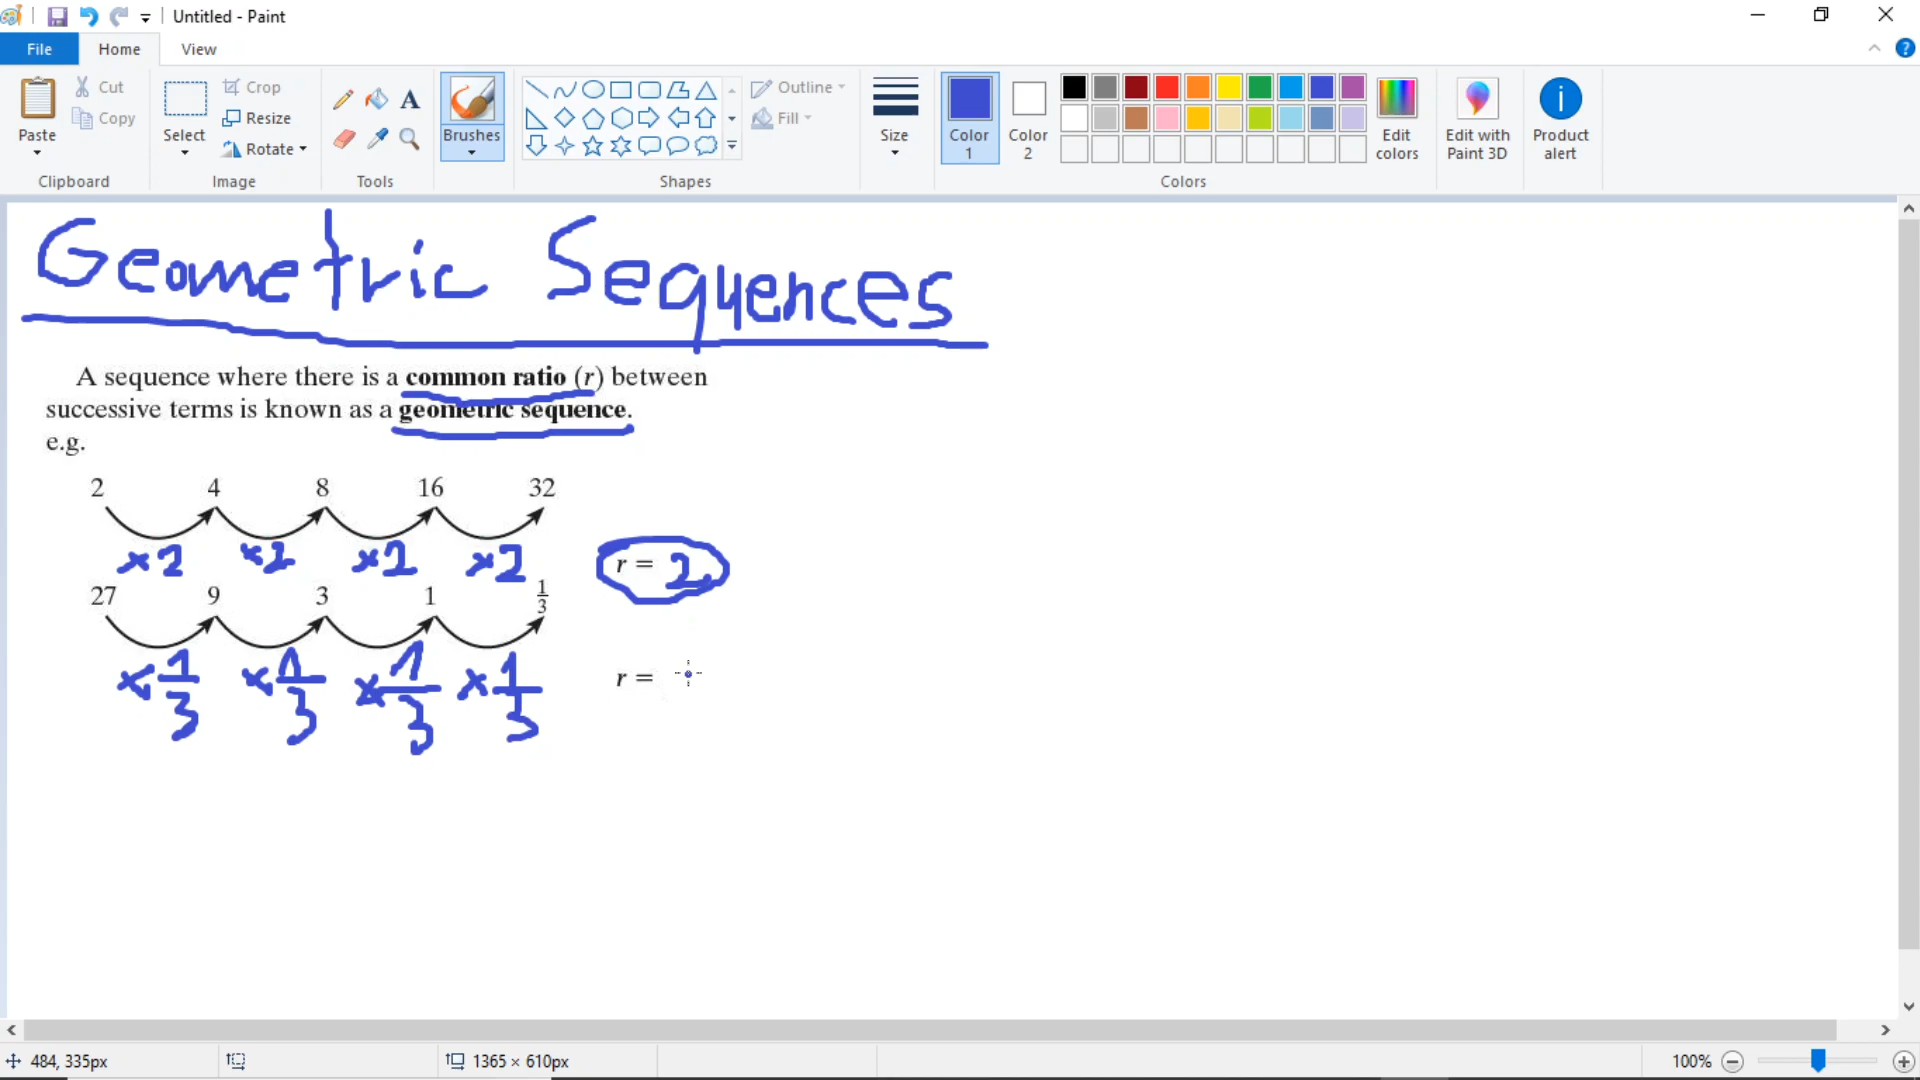 Untitled - Paint
File Home View
Paste
Cut
Copy
Clipboard
Select
Crop
Resize
Rotate
Image
A
Tools
Brushes
Shapes
Outline
Fill
Size
Color 1
Color 2
Colors
Edit colors
Edit with Paint 3D
Product alert
Geometric Sequences
A sequence where there is a common ratio (r) between
successive terms is known as a geometric sequence.
e.g.
2 4 8 16 32
×2 ×2 ×2 ×2 r = 2
27 9 3 1 1/3
×1/3 ×1/3 ×1/3 ×1/3 r =
484, 335px 1365 × 610px 100%